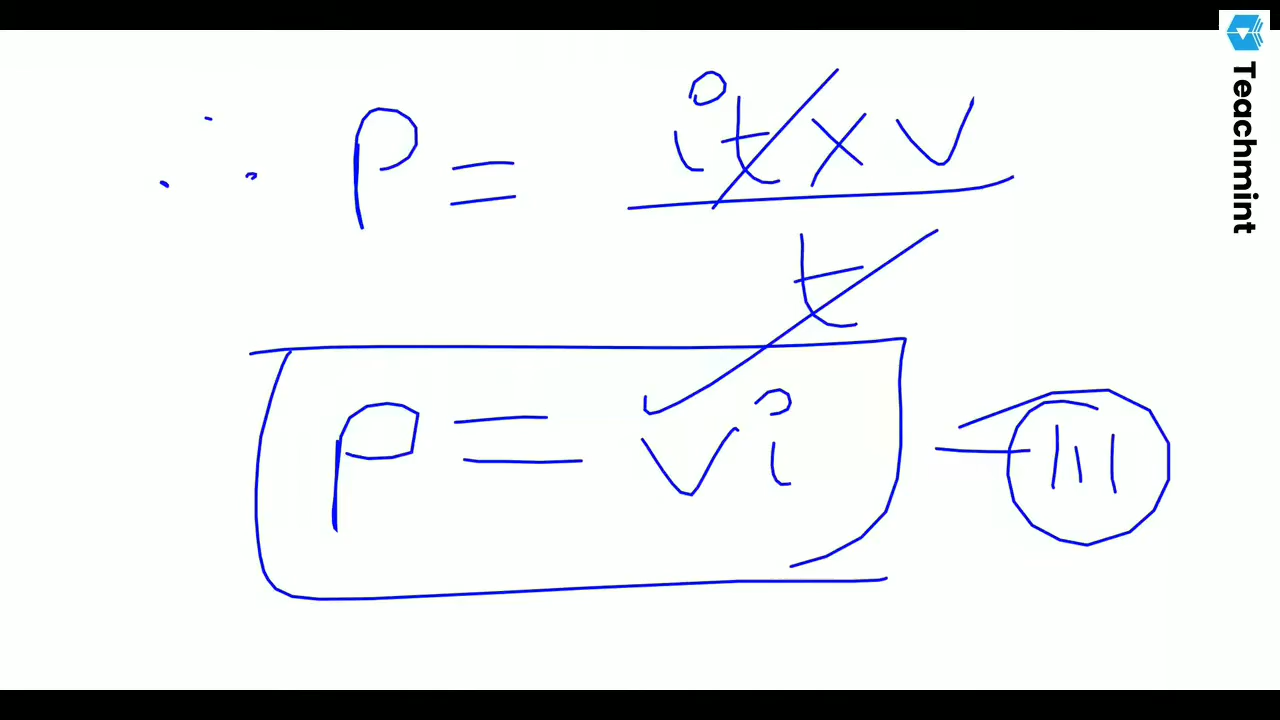 ∴ P = it × v
t
P = vi — III
Teachmint